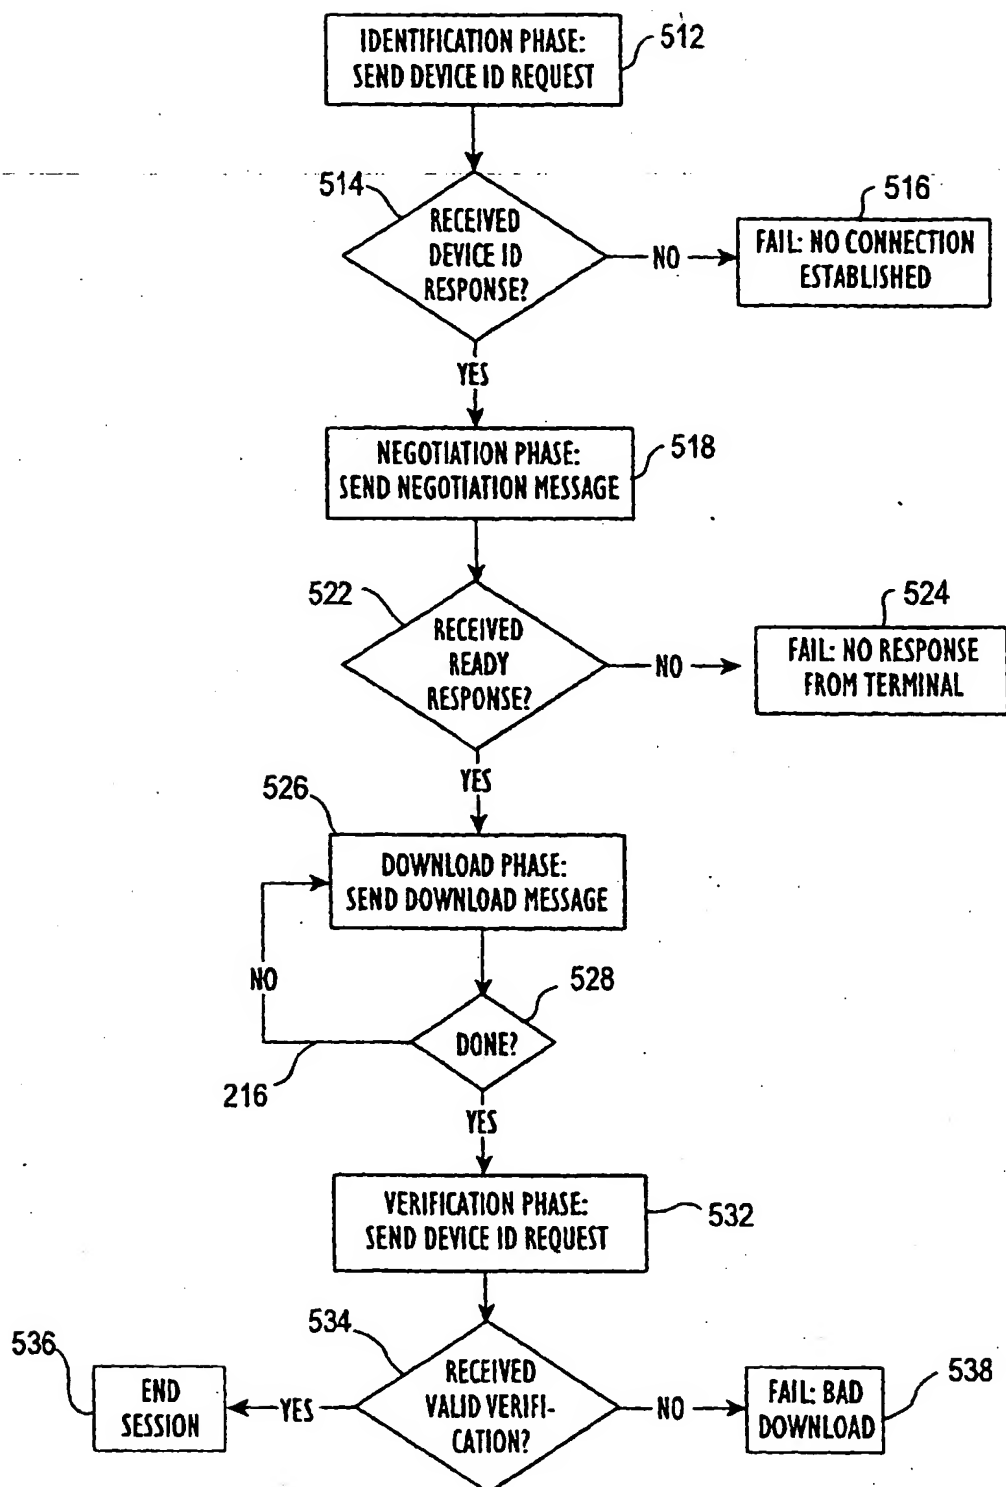 IDENTIFICATION PHASE:
SEND DEVICE ID REQUEST
512
514
RECEIVED
DEVICE ID
RESPONSE?
NO
516
FAIL: NO CONNECTION
ESTABLISHED
YES
NEGOTIATION PHASE:
SEND NEGOTIATION MESSAGE
518
522
RECEIVED
READY
RESPONSE?
NO
524
FAIL: NO RESPONSE
FROM TERMINAL
YES
526
DOWNLOAD PHASE:
SEND DOWNLOAD MESSAGE
NO
528
DONE?
216
YES
VERIFICATION PHASE:
SEND DEVICE ID REQUEST
532
534
536
END
SESSION
YES
RECEIVED
VALID VERIFI-
CATION?
NO
FAIL: BAD
DOWNLOAD
538